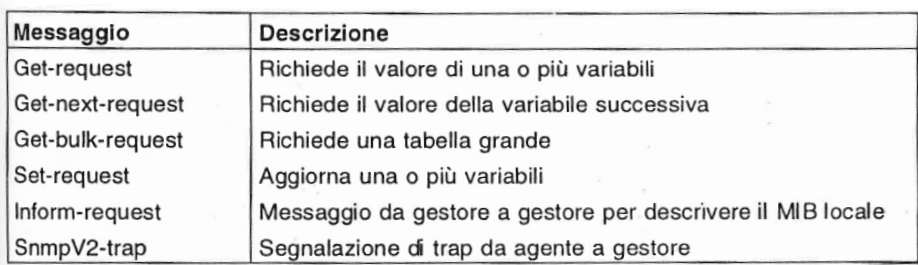 Messaggio Descrizione
Get-request Richiede il valore di una o più variabili
Get-next-request Richiede il valore della variabile successiva
Get-bulk-request Richiede una tabella grande
Set-request Aggiorna una o più variabili
Inform-request Messaggio da gestore a gestore per descrivere il MIB locale
SnmpV2-trap Segnalazione di trap da agente a gestore